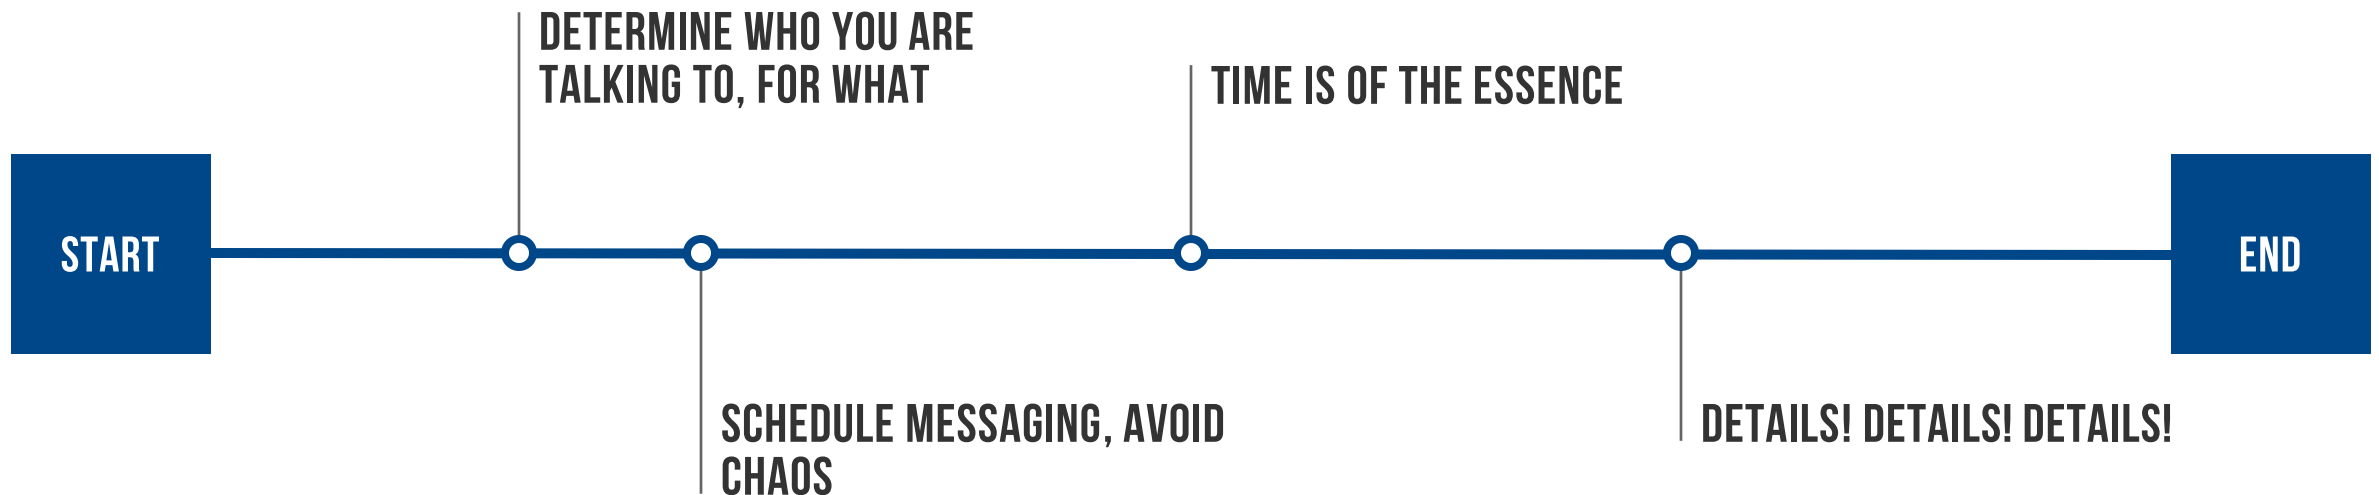 START
DETERMINE WHO YOU ARE
TALKING TO, FOR WHAT
SCHEDULE MESSAGING, AVOID
CHAOS
TIME IS OF THE ESSENCE
DETAILS! DETAILS! DETAILS!
END